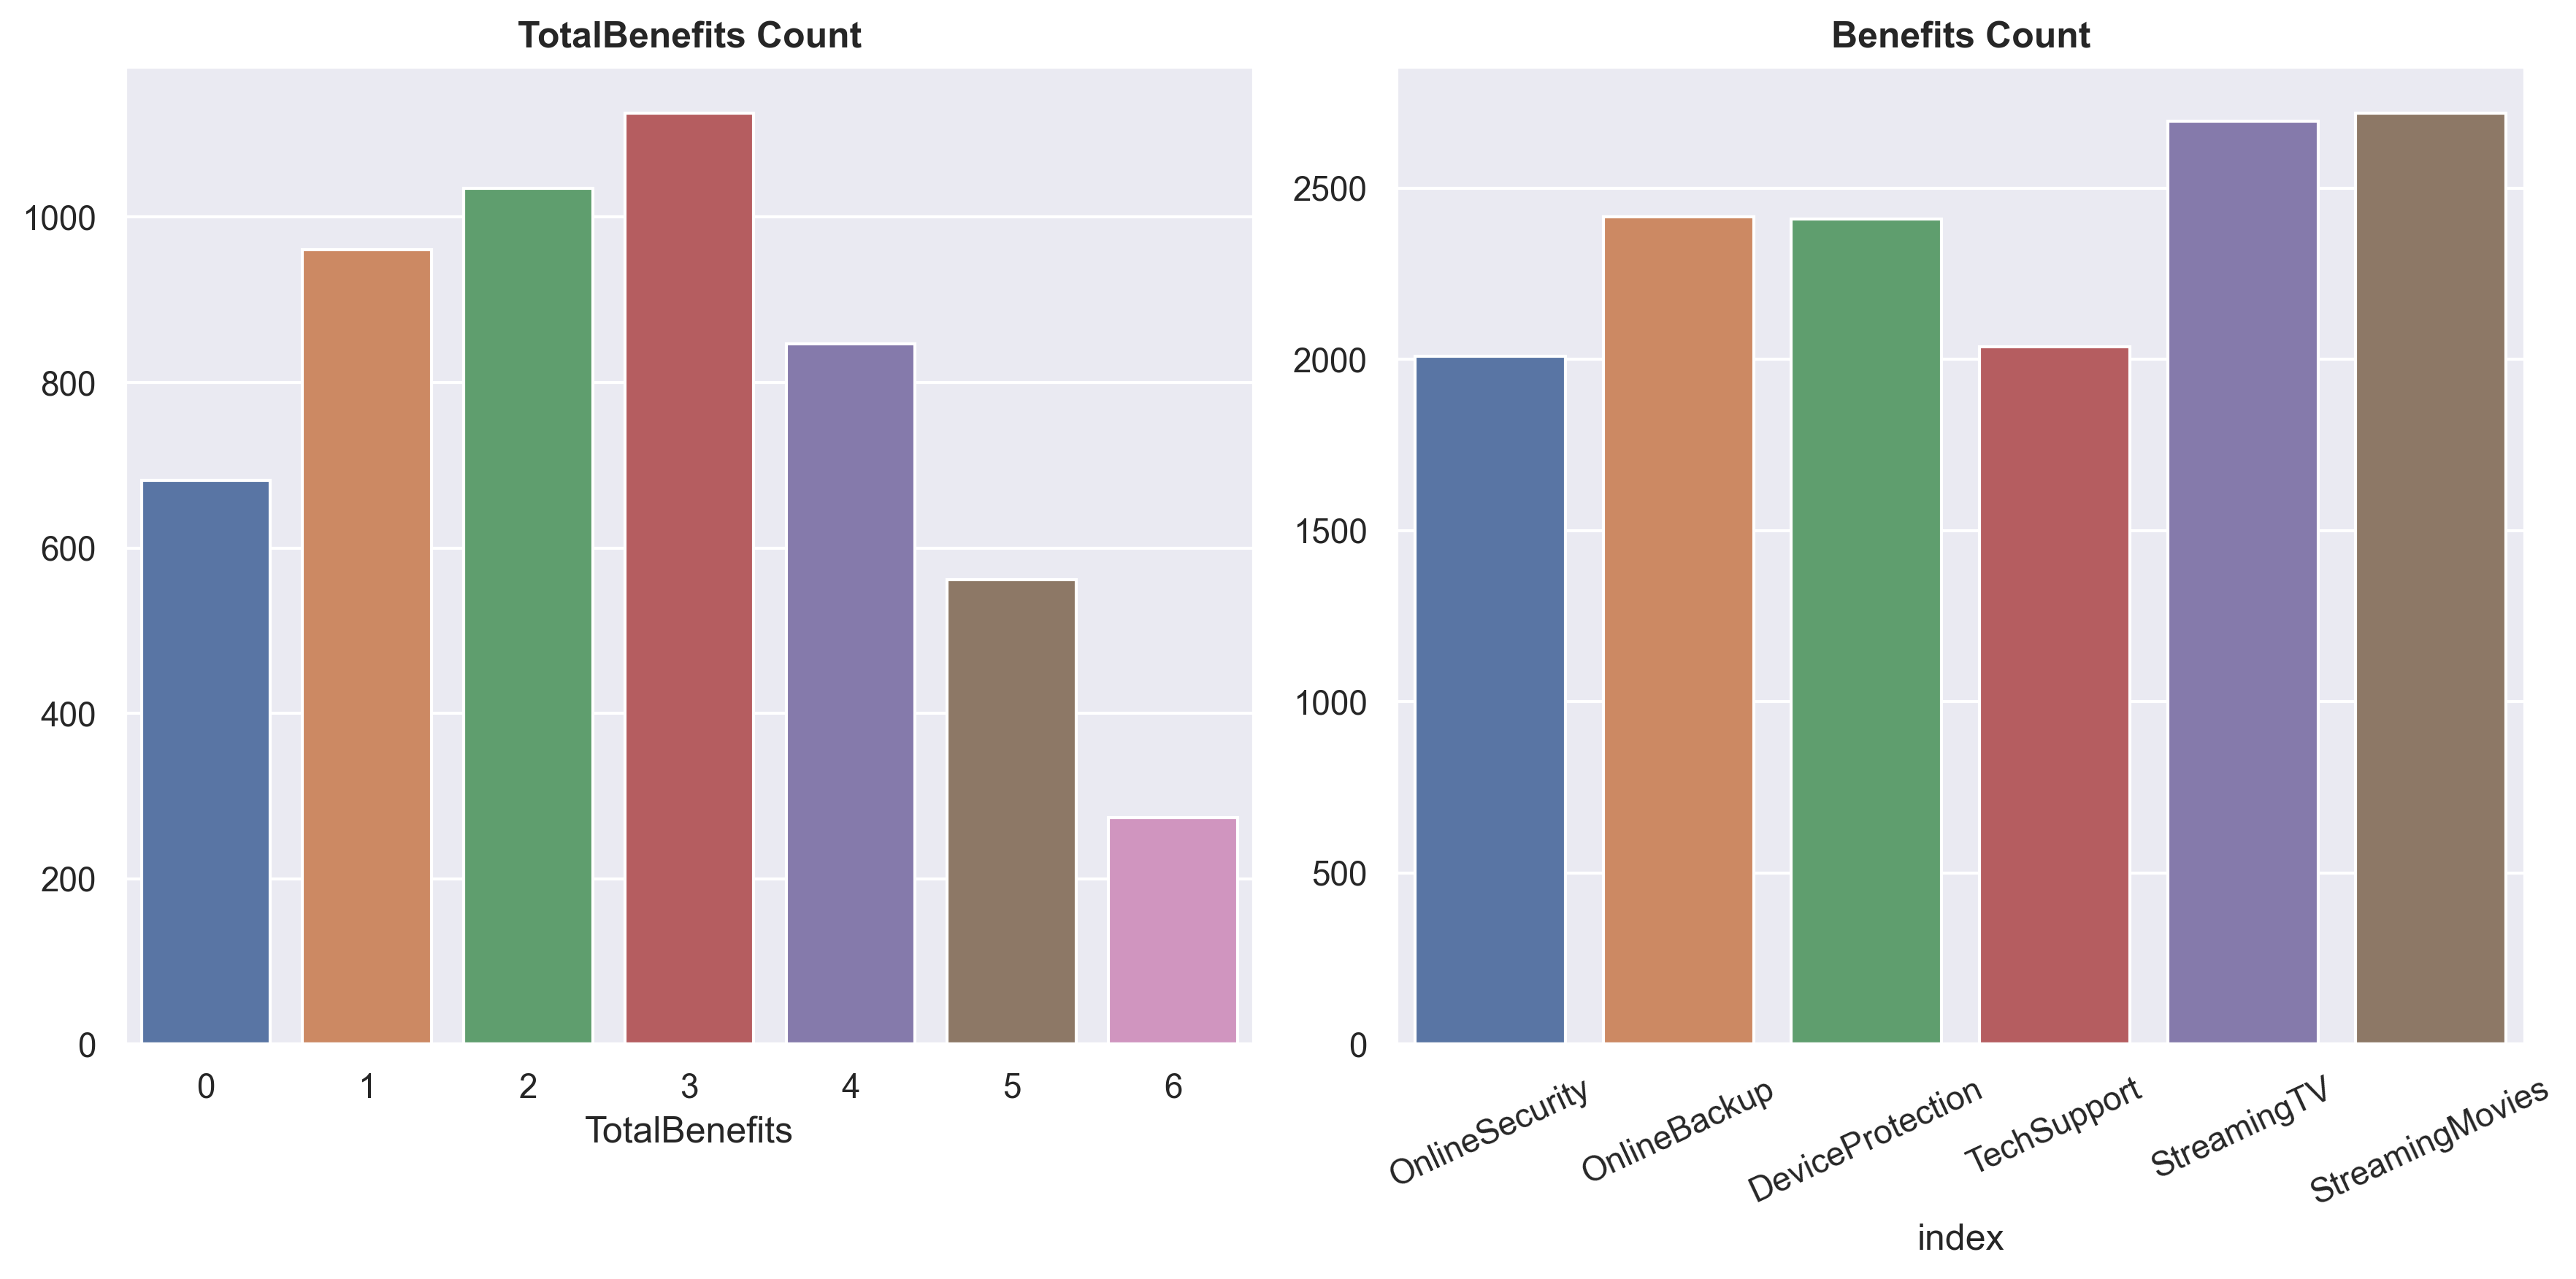 TotalBenefits Count
1000
800
600
400
200
0
0 1 2 3 4 5 6
TotalBenefits
Benefits Count
2500
2000
1500
1000
500
0
OnlineSecurity
OnlineBackup
DeviceProtection
TechSupport
StreamingTV
StreamingMovies
index